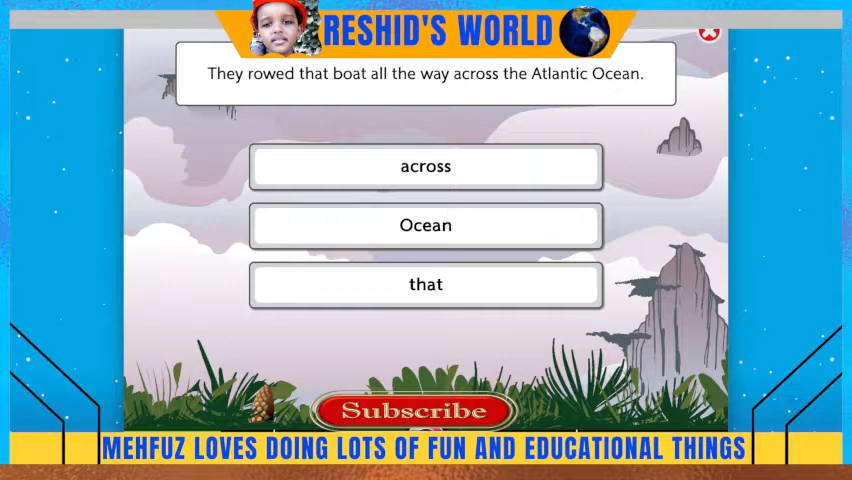 RESHID'S WORLD
They rowed that boat all the way across the Atlantic Ocean.
across
Ocean
that
Subscribe
MEHFUZ LOVES DOING LOTS OF FUN AND EDUCATIONAL THINGS